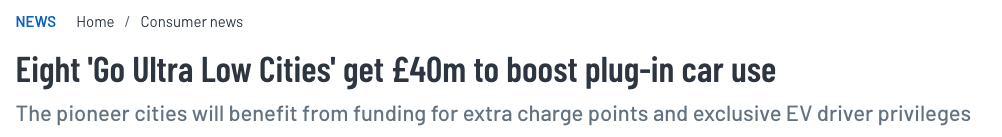 NEWS Home / Consumer news
Eight 'Go Ultra Low Cities' get £40m to boost plug-in car use
The pioneer cities will benefit from funding for extra charge points and exclusive EV driver privileges